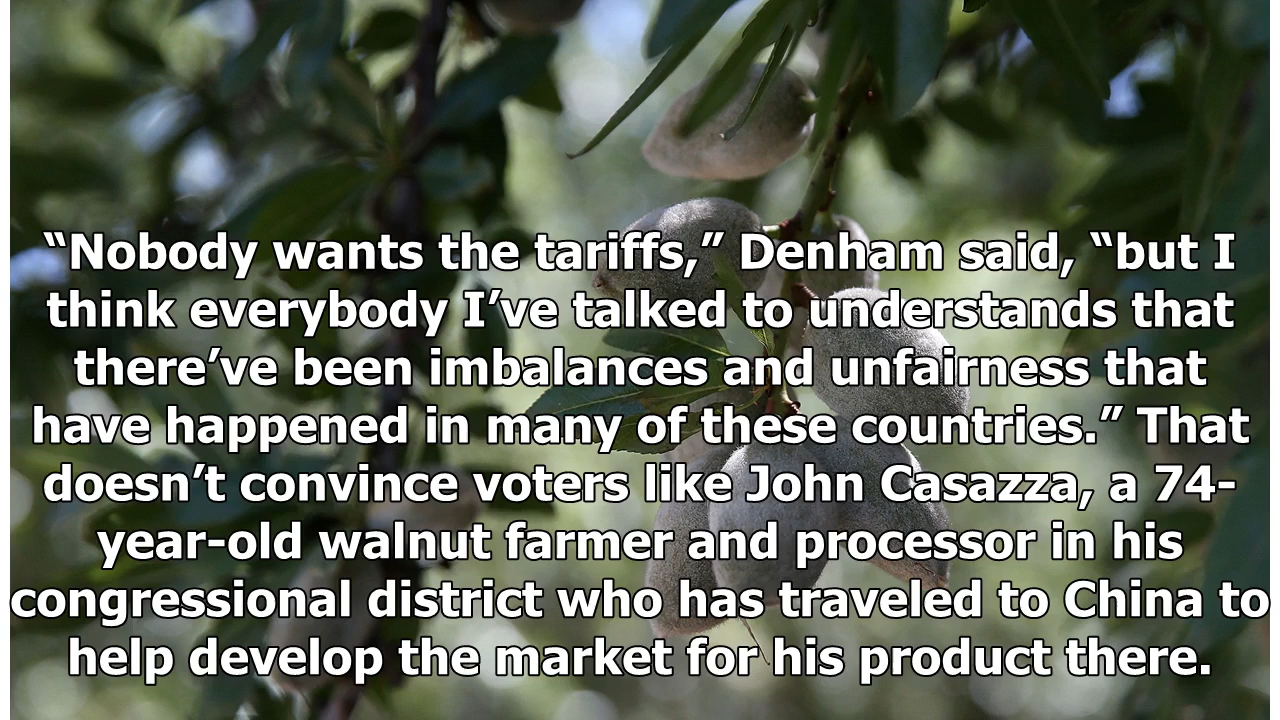 “Nobody wants the tariffs,” Denham said, “but I
think everybody I’ve talked to understands that
there’ve been imbalances and unfairness that
have happened in many of these countries.” That
doesn’t convince voters like John Casazza, a 74-
year-old walnut farmer and processor in his
congressional district who has traveled to China to
help develop the market for his product there.